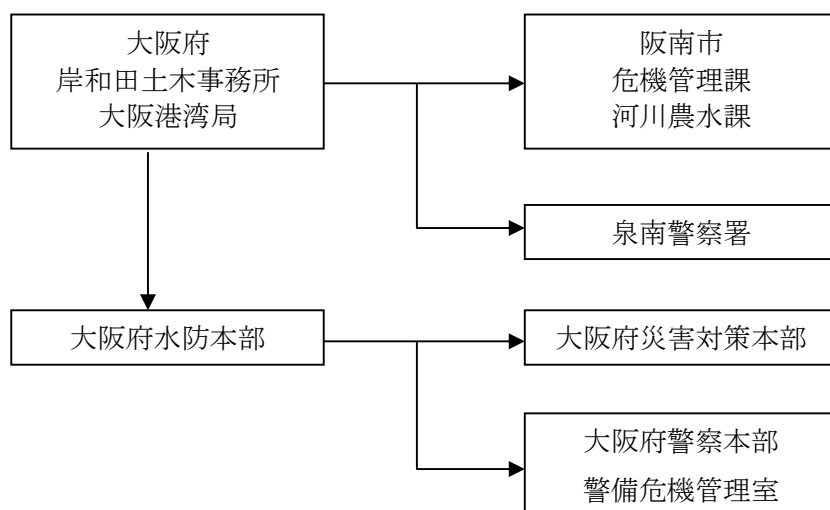 大阪府
岸和田土木事務所
大阪港湾局
阪南市
危機管理課
河川農水課
泉南警察署
大阪府水防本部
大阪府災害対策本部
大阪府警察本部
警備危機管理室